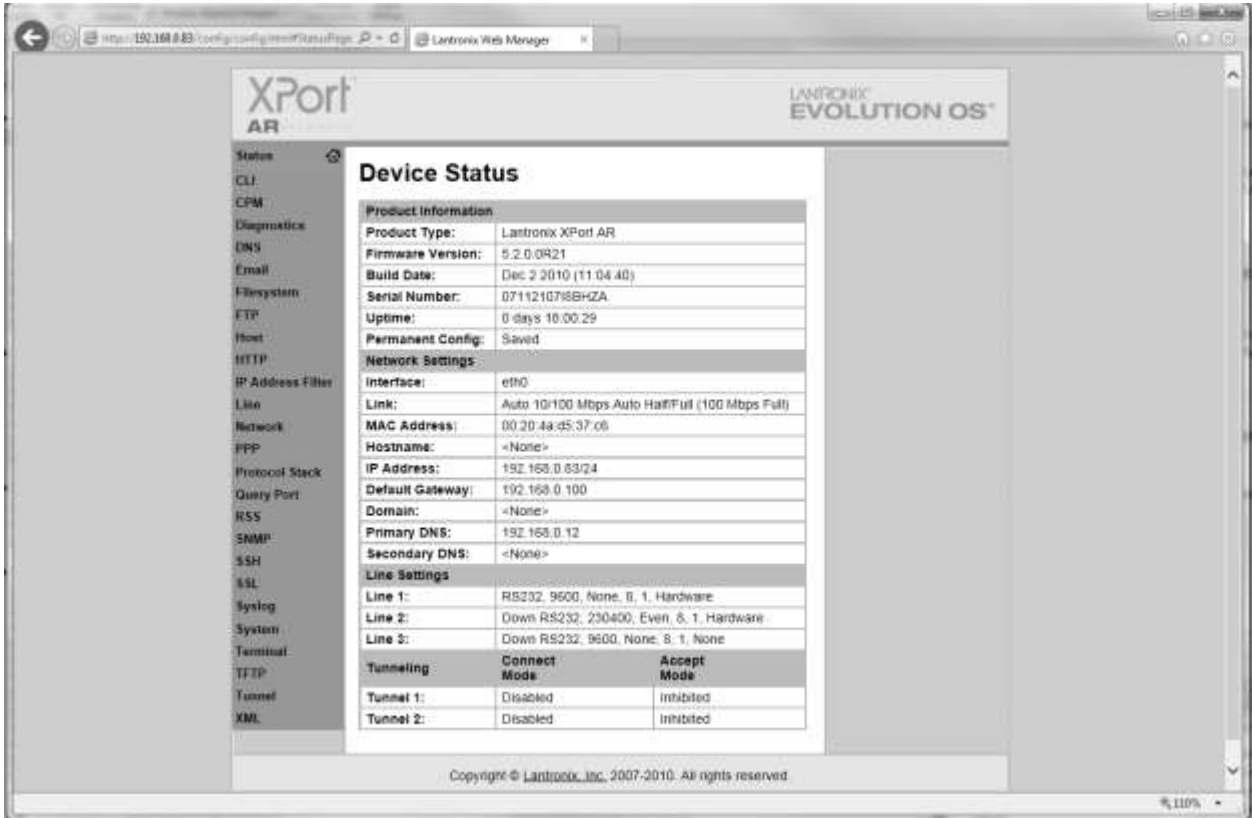 192.168.0.83
Lantronix Web Manager
XPort
AR
LANTRONIX
EVOLUTION OS
Status
CLI
CPM
Diagnostics
DNS
Email
Filesystem
FTP
Host
HTTP
IP Address Filter
Line
Network
PPP
Protocol Stack
Query Port
RSS
SNMP
SSH
SSL
Syslog
System
Terminal
TFTP
Tunnel
XML
Device Status
Product Information
Product Type: Lantronix XPort AR
Firmware Version: 5.2.0.0R21
Build Date: Dec 2 2010 (11:04:40)
Serial Number:
Uptime: 0 days
Permanent Config: Saved
Network Settings
Interface: eth0
Link: Auto 10/100 Mbps Auto Half/Full (100 Mbps Full)
MAC Address: 00:20:4a:d5:37:c6
Hostname: <None>
IP Address: 192.168.0.83/24
Default Gateway: 192.168.0.100
Domain: <None>
Primary DNS: 192.168.0.12
Secondary DNS: <None>
Line Settings
Line 1: RS232, 9600, None, 8, 1, Hardware
Line 2: Down RS232, 230400, Even, 8, 1, Hardware
Line 3: Down RS232, 9600, None, 8, 1, None
Tunneling Connect Mode Accept Mode
Tunnel 1: Disabled Inhibited
Tunnel 2: Disabled Inhibited
Copyright © Lantronix, Inc. 2007-2010. All rights reserved.
110%